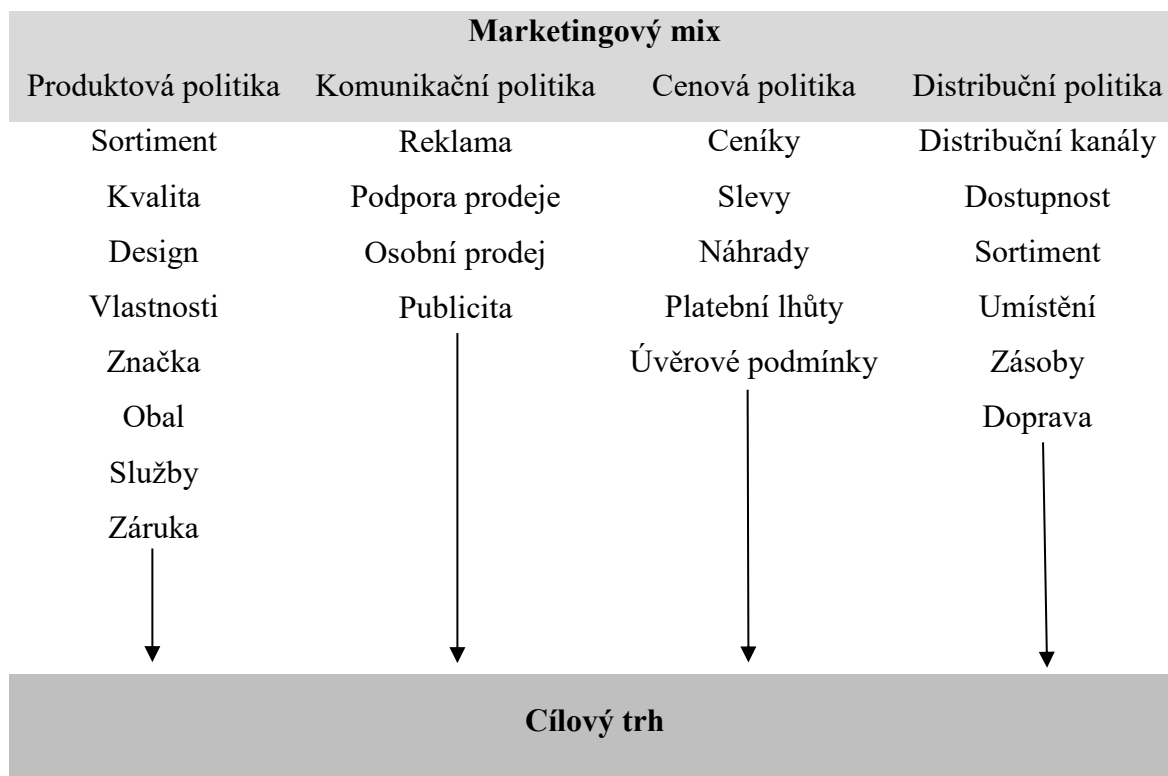 Marketingový mix
Produktová politika Komunikační politika Cenová politika Distribuční politika
Sortiment Reklama Ceníky Distribuční kanály
Kvalita Podpora prodeje Slevy Dostupnost
Design Osobní prodej Náhrady Sortiment
Vlastnosti Publicita Platební lhůty Umístění
Značka Úvěrové podmínky Zásoby
Obal Doprava
Služby
Záruka
Cílový trh